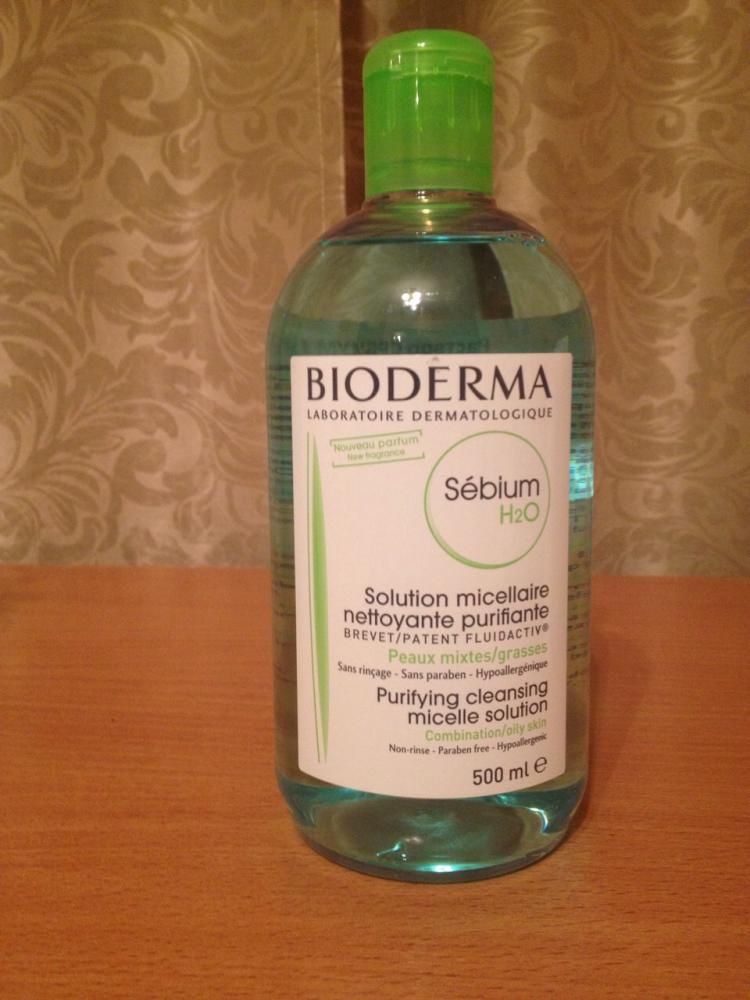 BIODERMA
LABORATOIRE DERMATOLOGIQUE
Nouveau parfum
New fragrance
Sébium
H2O
Solution micellaire
nettoyante purifiante
BREVET/PATENT FLUIDACTIV®
Peaux mixtes/grasses
Sans rinçage - Sans paraben - Hypoallergénique
Purifying cleansing
micelle solution
Combination/oily skin
Non-rinse - Paraben free - Hypoallergenic
500 ml ℮